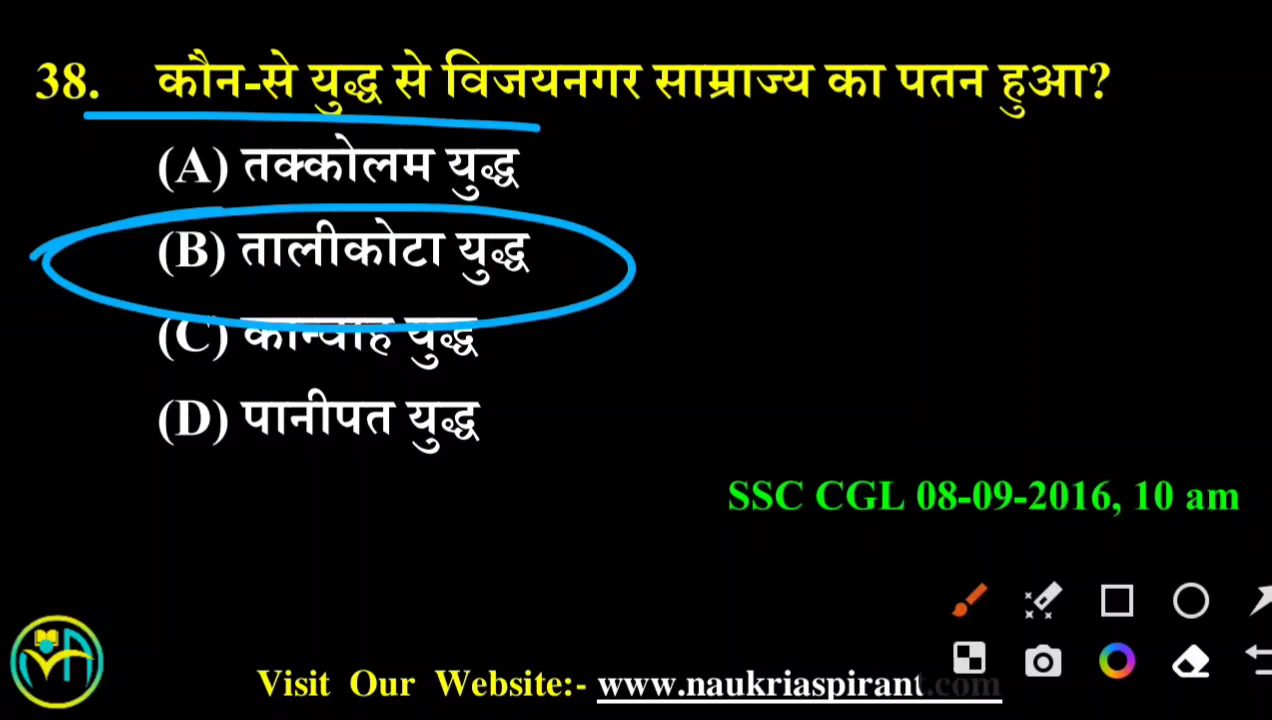 38. कौन-से युद्ध से विजयनगर साम्राज्य का पतन हुआ?
(A) तक्कोलम युद्ध
(B) तालीकोटा युद्ध
(C) कान्वाह युद्ध
(D) पानीपत युद्ध
SSC CGL 08-09-2016, 10 am
Visit Our Website:- www.naukriaspirant.com